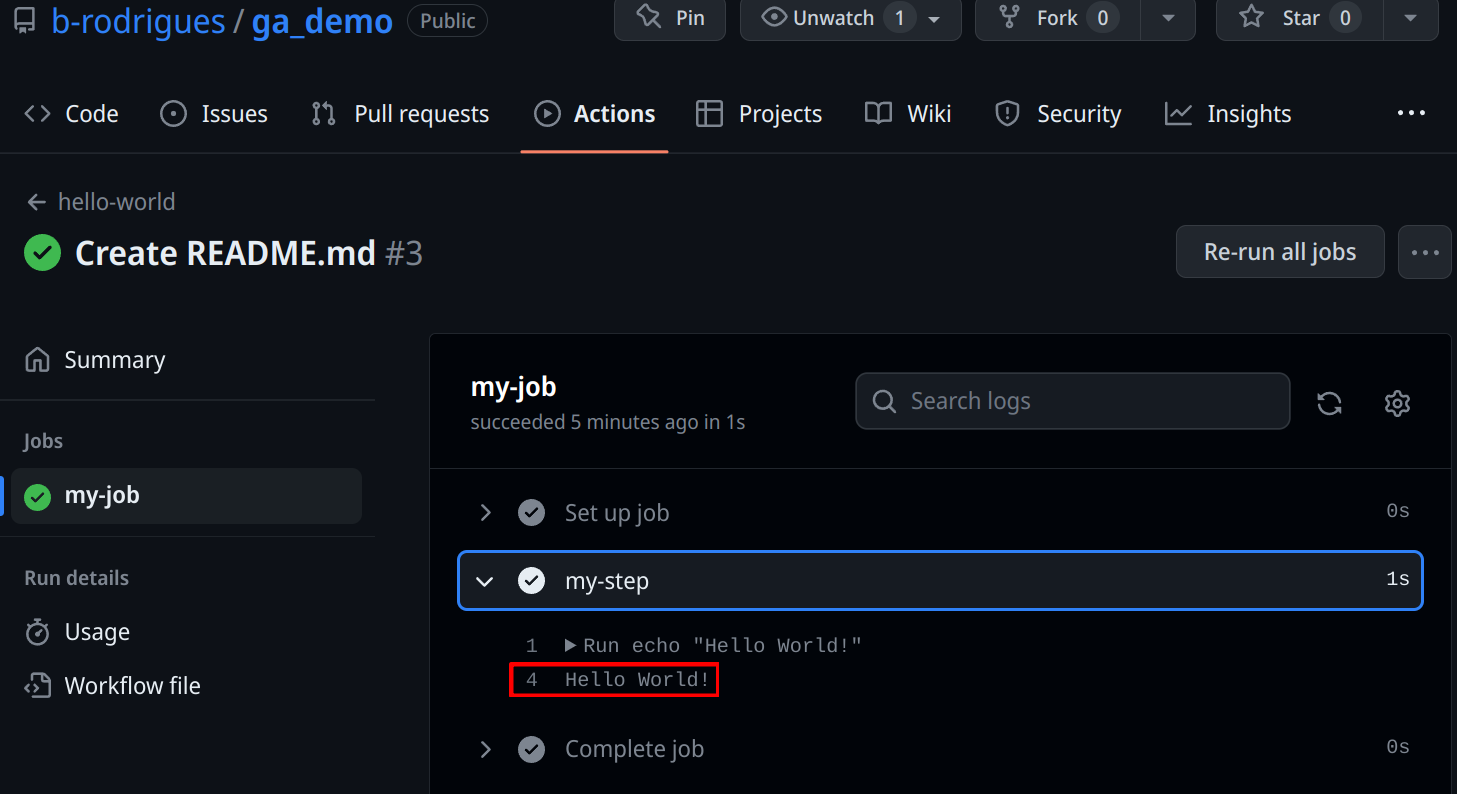 b-rodrigues / ga_demo Public Pin Unwatch 1 Fork 0 Star 0
Code Issues Pull requests Actions Projects Wiki Security Insights
hello-world
Create README.md #3
Re-run all jobs
Summary
Jobs
my-job
Run details
Usage
Workflow file
my-job
succeeded 5 minutes ago in 1s
Search logs
Set up job 0s
my-step 1s
1 Run echo "Hello World!"
4 Hello World!
Complete job 0s